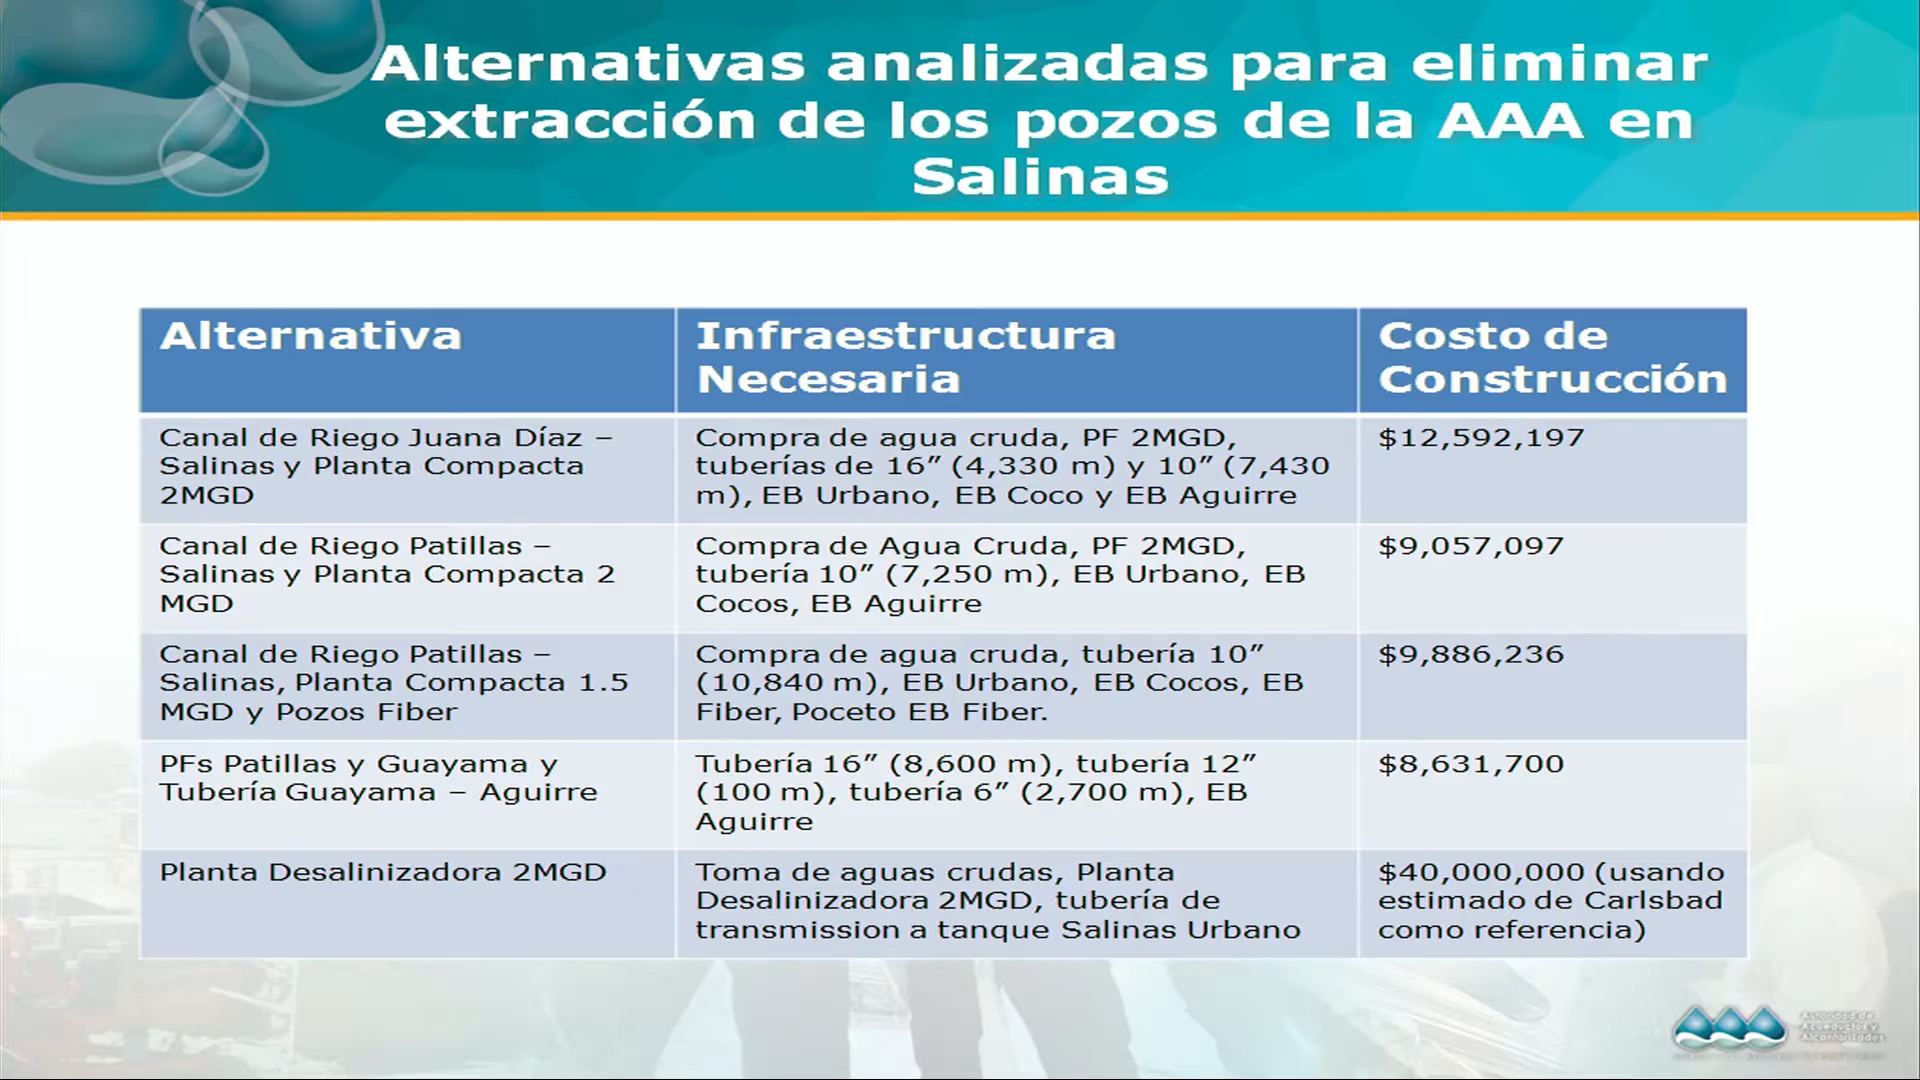 Alternativas analizadas para eliminar
extracción de los pozos de la AAA en
Salinas
Alternativa
Infraestructura
Necesaria
Costo de
Construcción
Canal de Riego Juana Díaz –
Salinas y Planta Compacta
2MGD
Compra de agua cruda, PF 2MGD,
tuberías de 16” (4,330 m) y 10” (7,430
m), EB Urbano, EB Coco y EB Aguirre
$12,592,197
Canal de Riego Patillas –
Salinas y Planta Compacta 2
MGD
Compra de Agua Cruda, PF 2MGD,
tubería 10” (7,250 m), EB Urbano, EB
Cocos, EB Aguirre
$9,057,097
Canal de Riego Patillas –
Salinas, Planta Compacta 1.5
MGD y Pozos Fiber
Compra de agua cruda, tubería 10”
(10,840 m), EB Urbano, EB Cocos, EB
Fiber, Poceto EB Fiber.
$9,886,236
PFs Patillas y Guayama y
Tubería Guayama – Aguirre
Tubería 16” (8,600 m), tubería 12”
(100 m), tubería 6” (2,700 m), EB
Aguirre
$8,631,700
Planta Desalinizadora 2MGD
Toma de aguas crudas, Planta
Desalinizadora 2MGD, tubería de
transmission a tanque Salinas Urbano
$40,000,000 (usando
estimado de Carlsbad
como referencia)
Autoridad de
Acueductos y
Alcantarillados